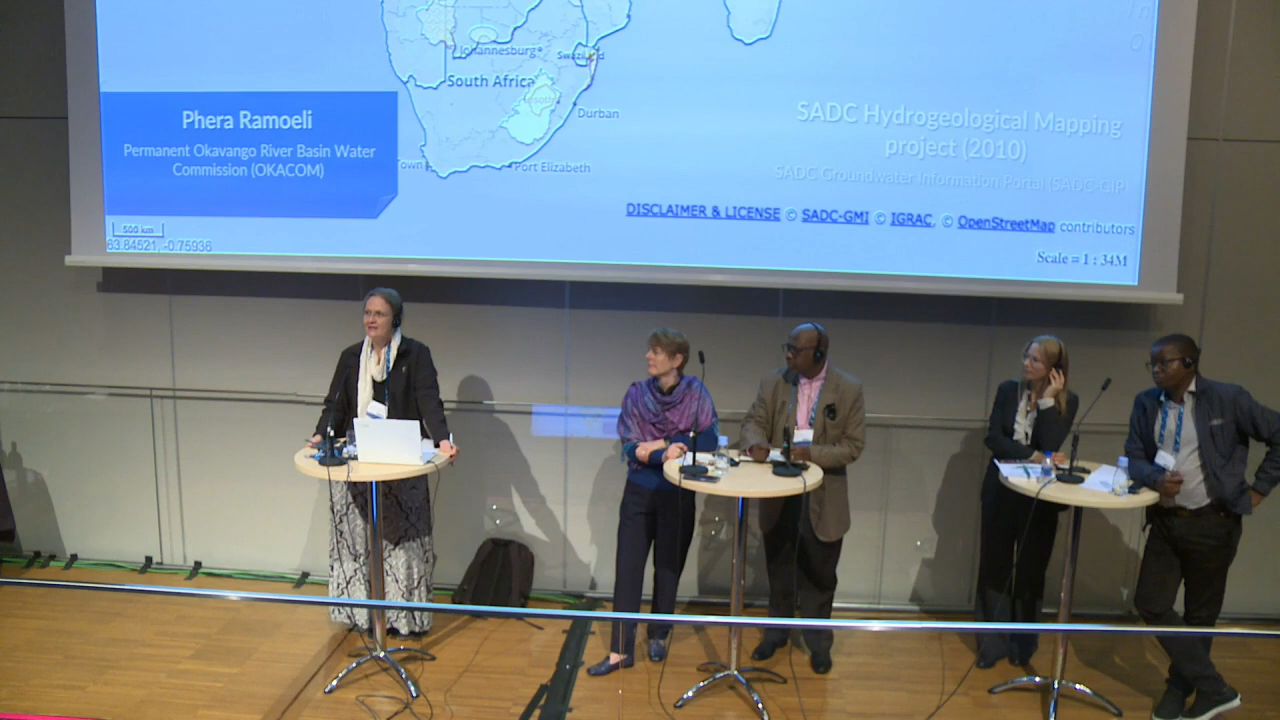 Johannesburg
Swaziland
South Africa
Lesotho
Durban
Town
Port Elizabeth
Phera Ramoeli
Permanent Okavango River Basin Water
Commission (OKACOM)
SADC Hydrogeological Mapping
project (2010)
SADC Groundwater Information Portal (SADC-GIP)
DISCLAIMER & LICENSE © SADC-GMI © IGRAC, © OpenStreetMap contributors
500 km
63.84521, -0.75936
Scale = 1 : 34M